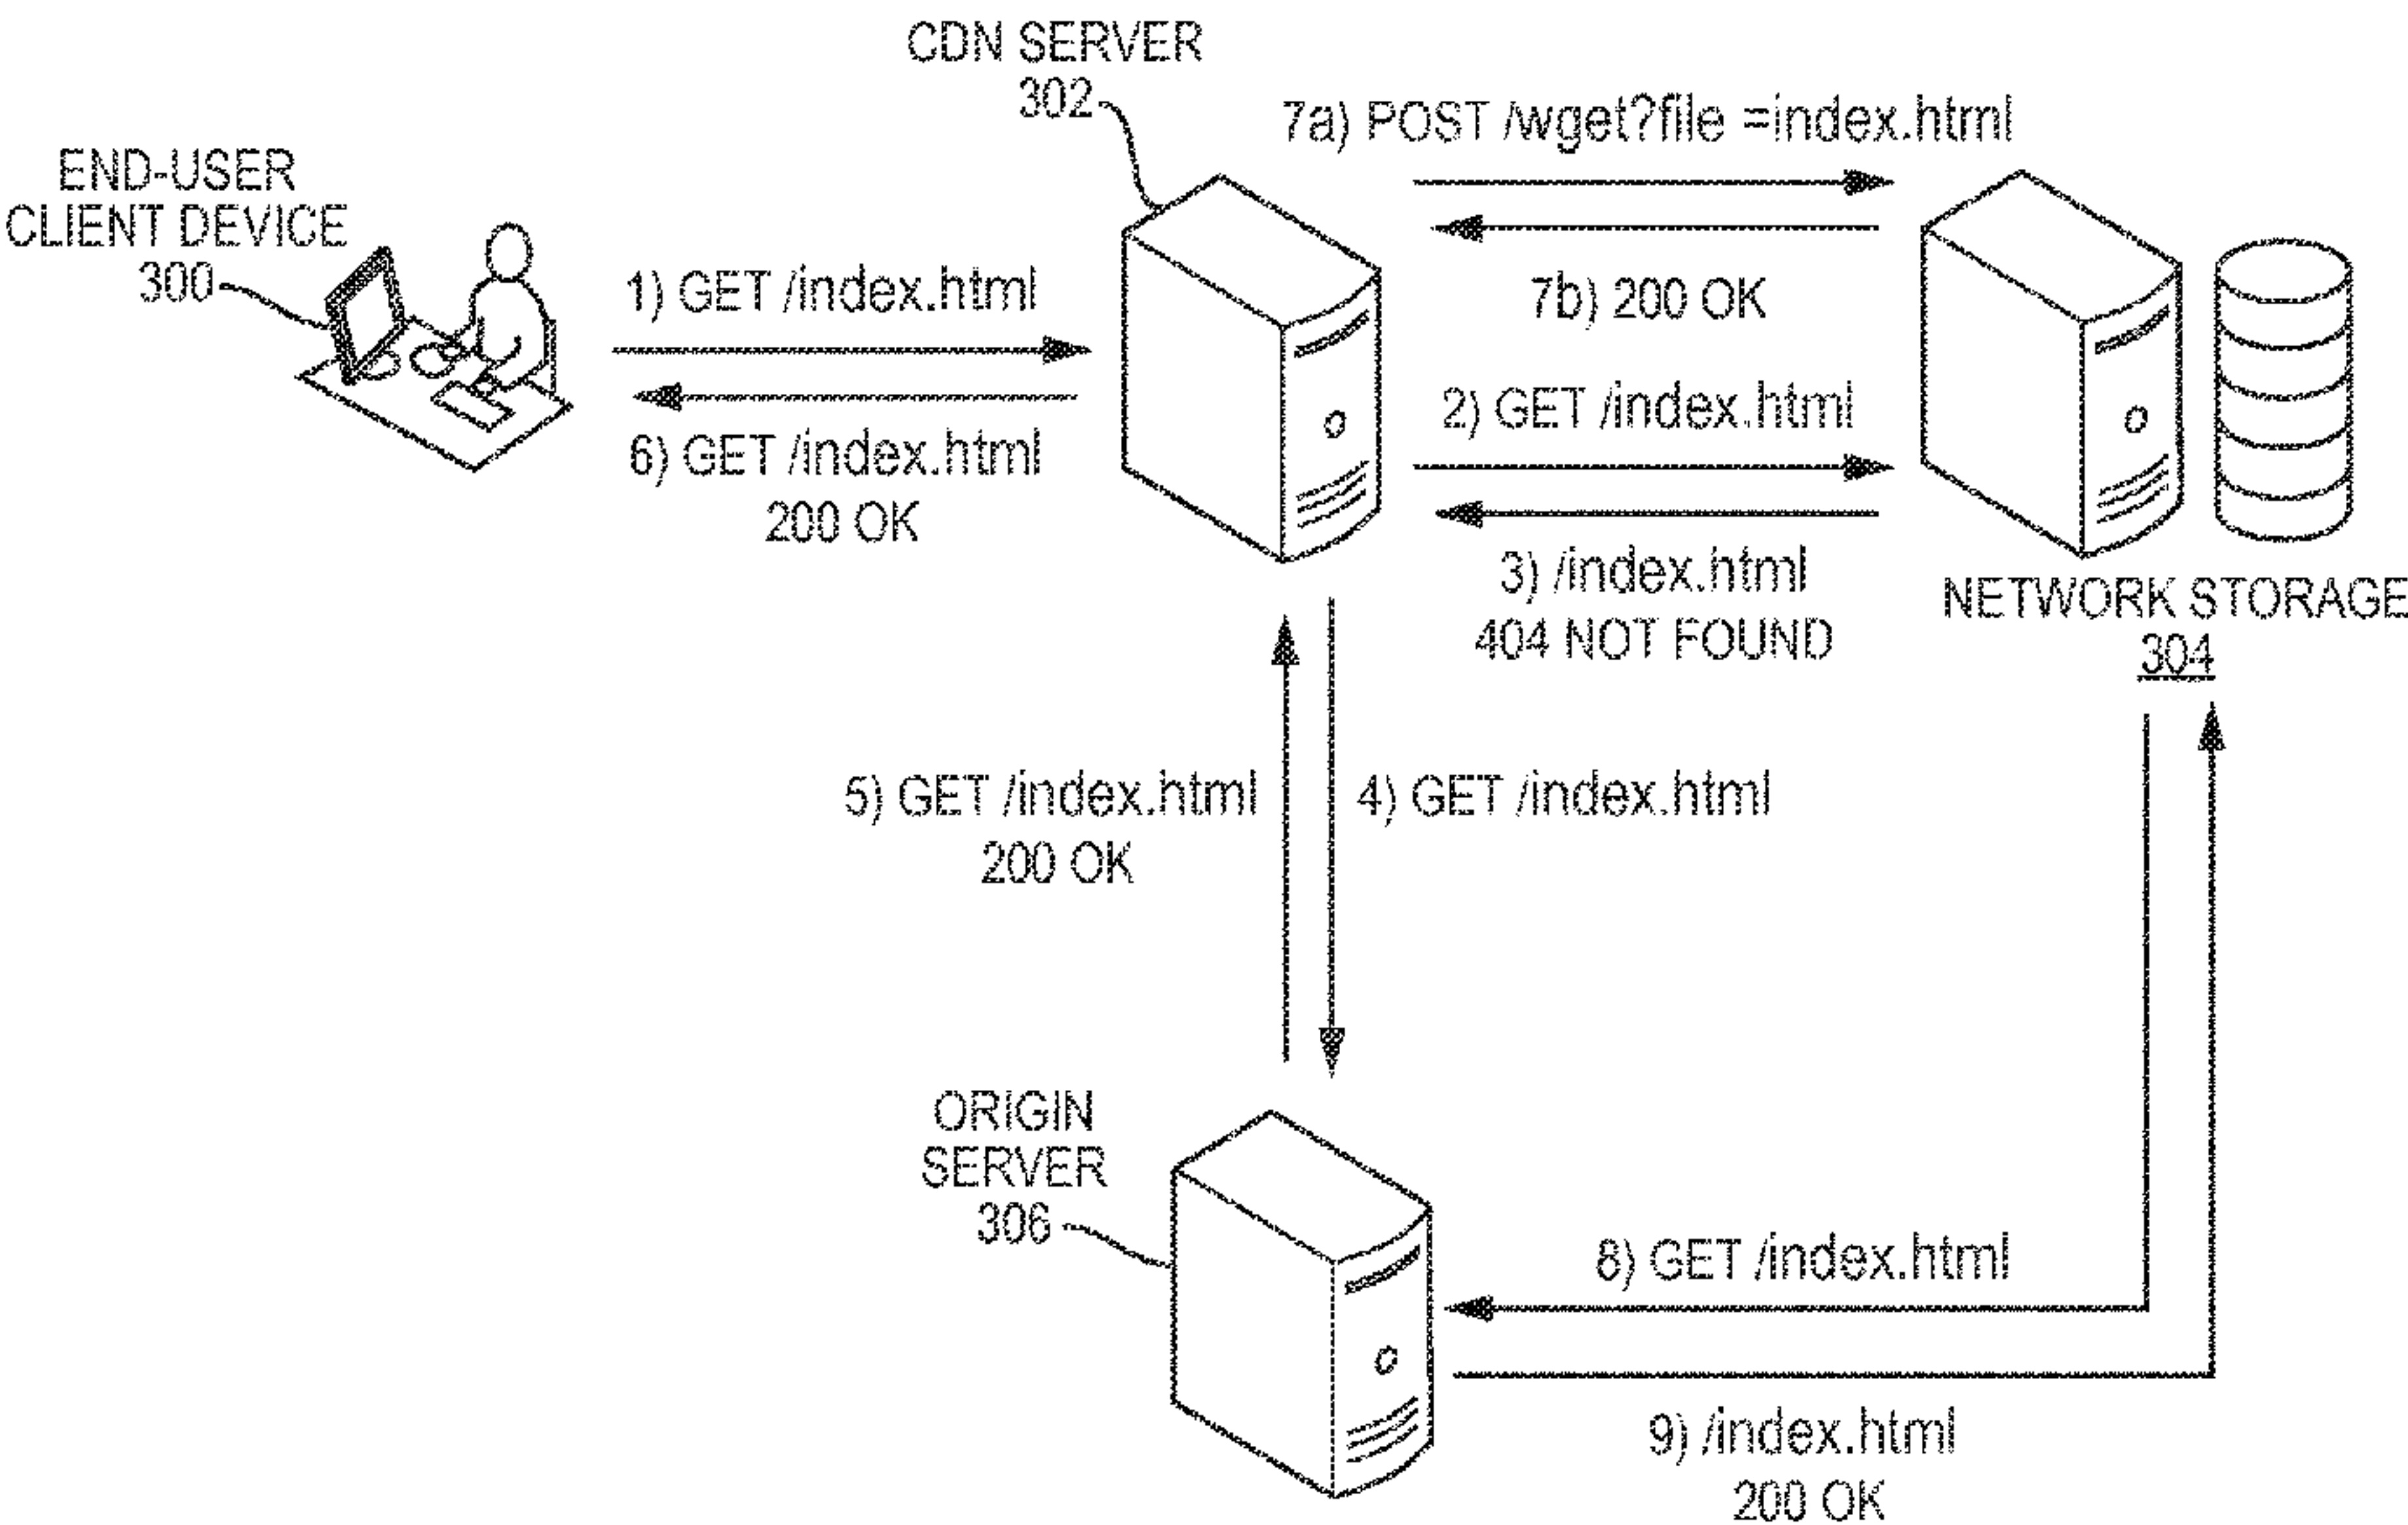 CDN SERVER
302
7a) POST /wget?file =index.html
END-USER
CLIENT DEVICE
300
1) GET /index.html
7b) 200 OK
2) GET /index.html
6) GET /index.html
200 OK
3) /index.html
404 NOT FOUND
NETWORK STORAGE
304
5) GET /index.html
200 OK
4) GET /index.html
ORIGIN
SERVER
306
8) GET /index.html
9) /index.html
200 OK